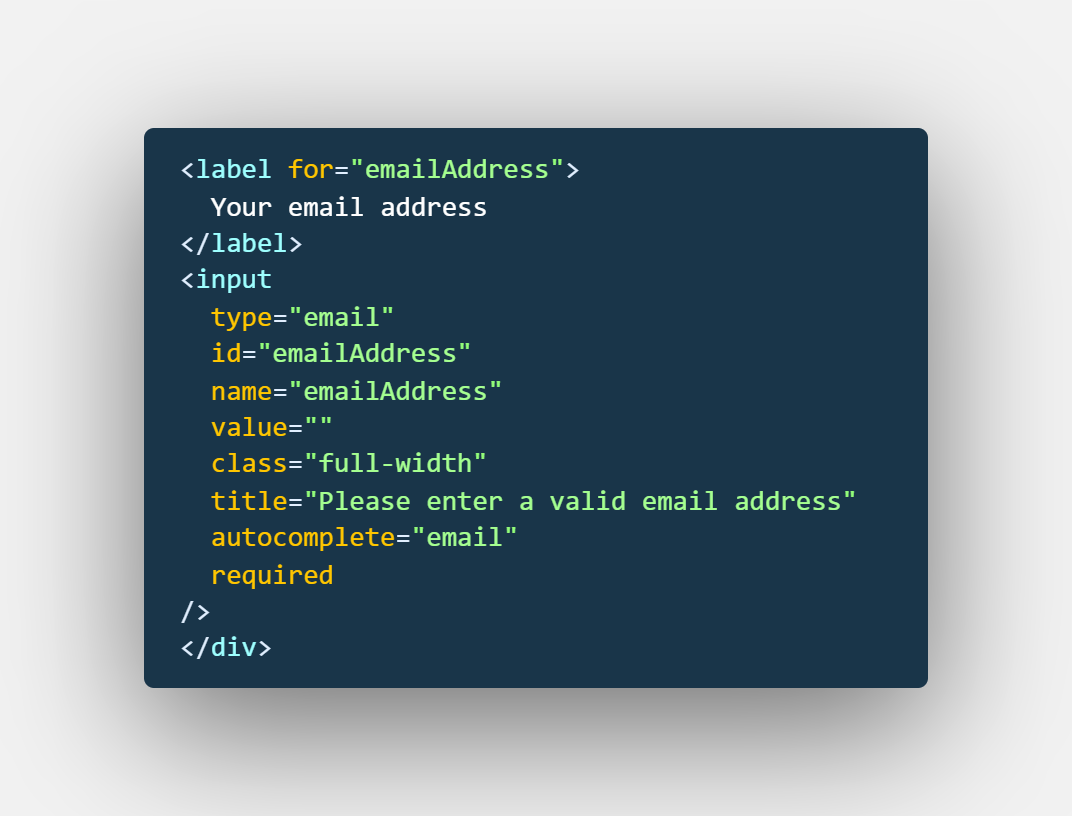 <label for="emailAddress">
  Your email address
</label>
<input
  type="email"
  id="emailAddress"
  name="emailAddress"
  value=""
  class="full-width"
  title="Please enter a valid email address"
  autocomplete="email"
  required
/>
</div>